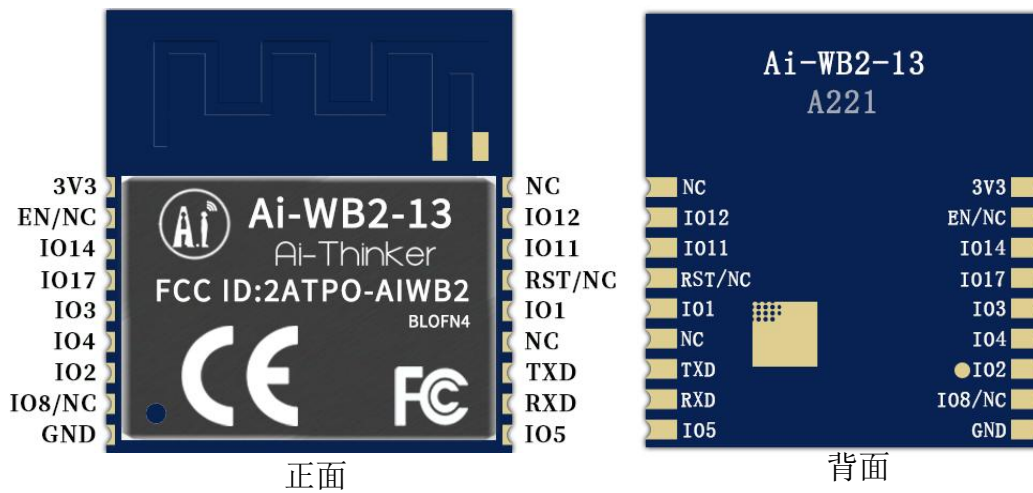 3V3
EN/NC
IO14
IO17
IO3
IO4
IO2
IO8/NC
GND
A.i
Ai-WB2-13
Ai-Thinker
FCC ID:2ATPO-AIWB2
BLOFN4
CE
FC
NC
IO12
IO11
RST/NC
IO1
NC
TXD
RXD
IO5
正面
Ai-WB2-13
A221
NC
IO12
IO11
RST/NC
IO1
NC
TXD
RXD
IO5
3V3
EN/NC
IO14
IO17
IO3
IO4
IO2
IO8/NC
GND
背面